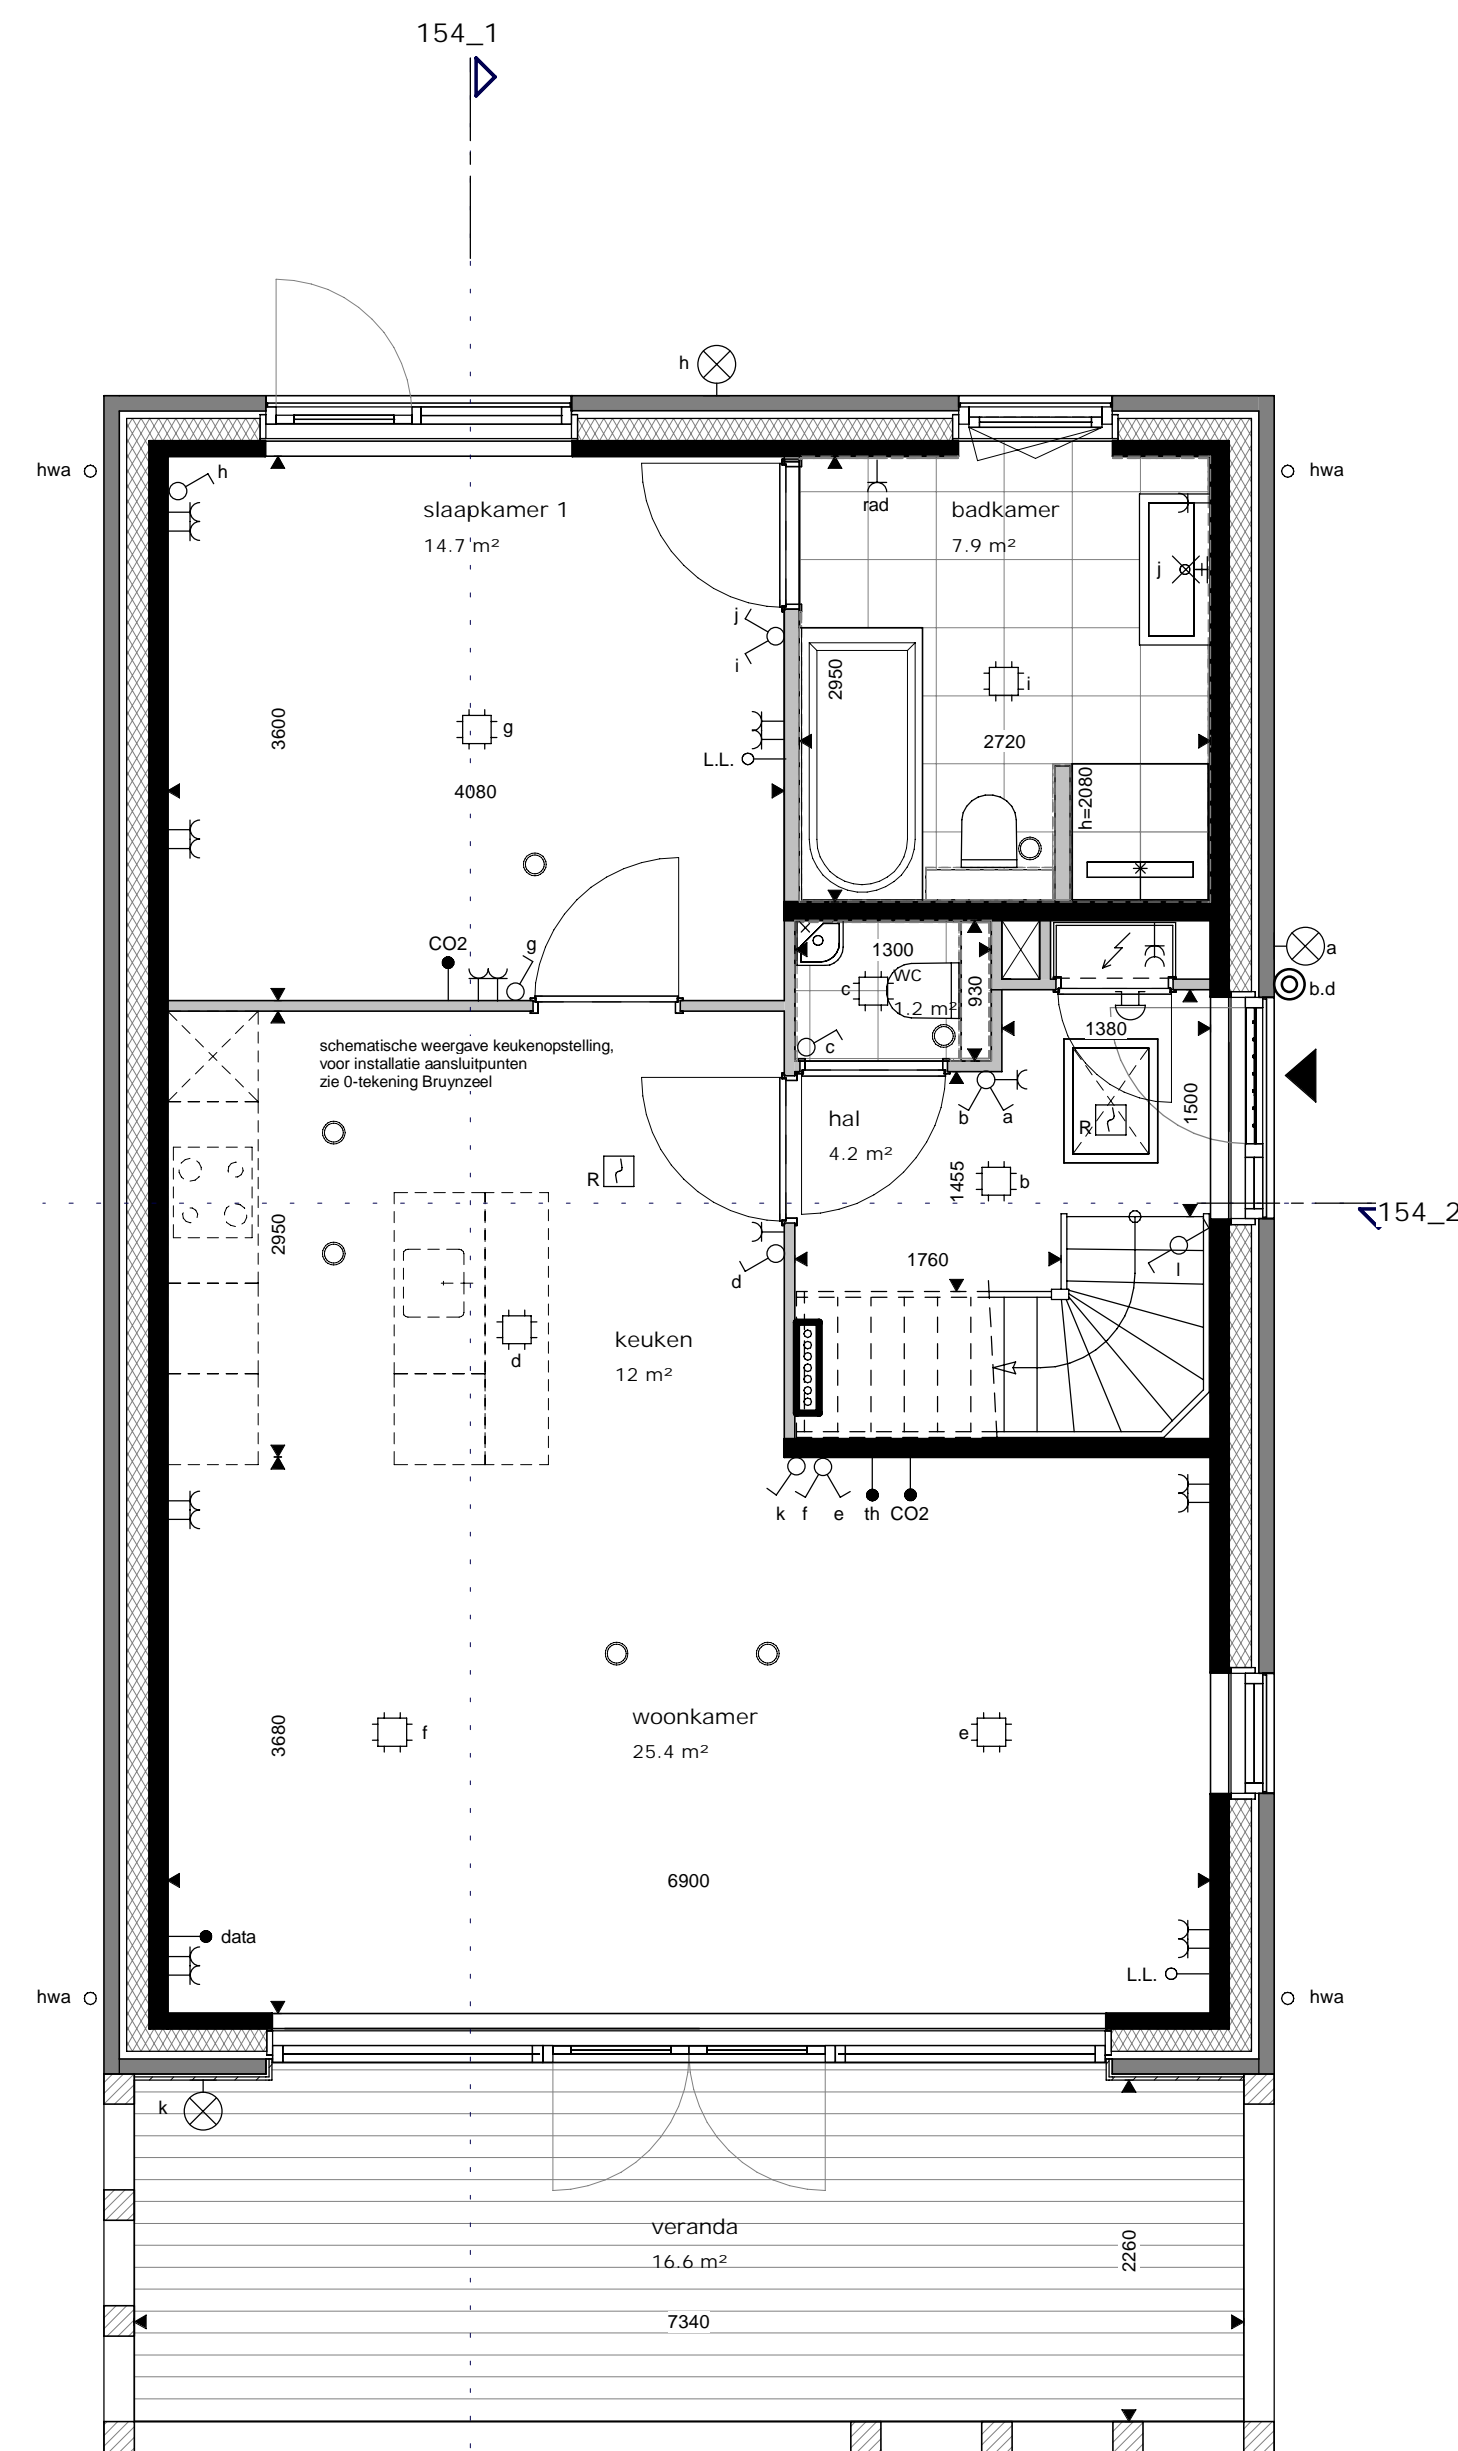 154_1
h
hwa
h
hwa
slaapkamer 1
14.7 m²
rad
badkamer
7.9 m²
j
j
i
2950
i
3600
g
2720
L.L.
4080
h=2080
CO2
g
1300
a
c
WC
1.2 m²
930
b.d
1380
c
schematische weergave keukenopstelling,
voor installatie aansluitpunten
zie 0-tekening Bruynzeel
b
a
1500
hal
4.2 m²
R
R
1455
b
154_2
2950
1760
l
d
keuken
12 m²
d
k
f
e
th
CO2
woonkamer
25.4 m²
3680
f
e
6900
data
L.L.
hwa
hwa
k
veranda
16.6 m²
2260
7340